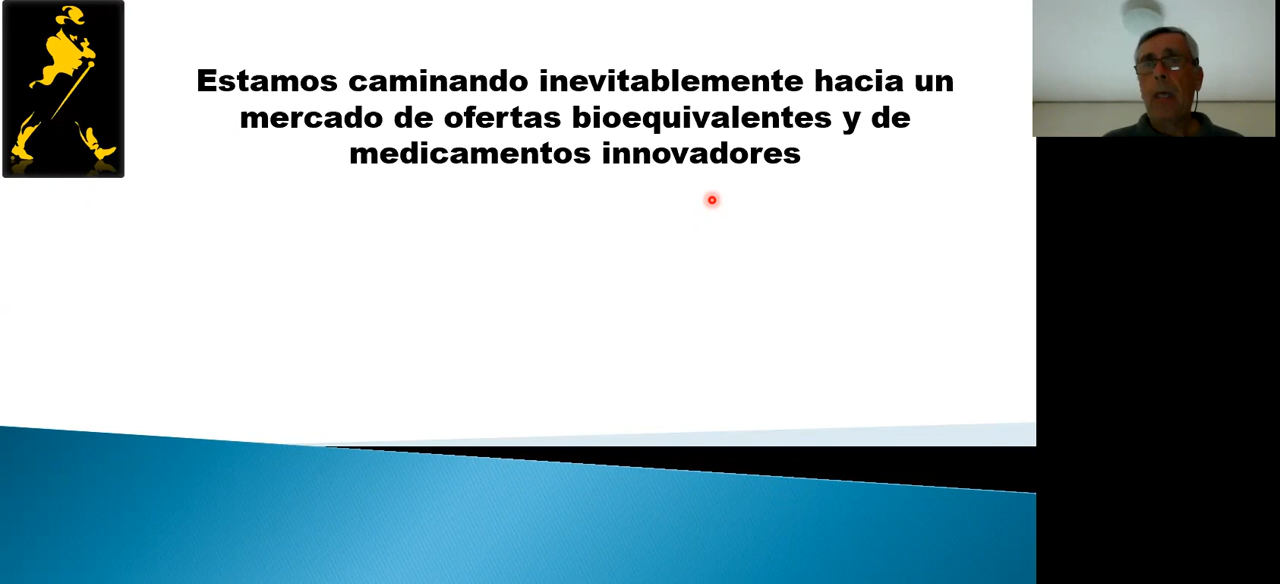 Estamos caminando inevitablemente hacia un
mercado de ofertas bioequivalentes y de
medicamentos innovadores